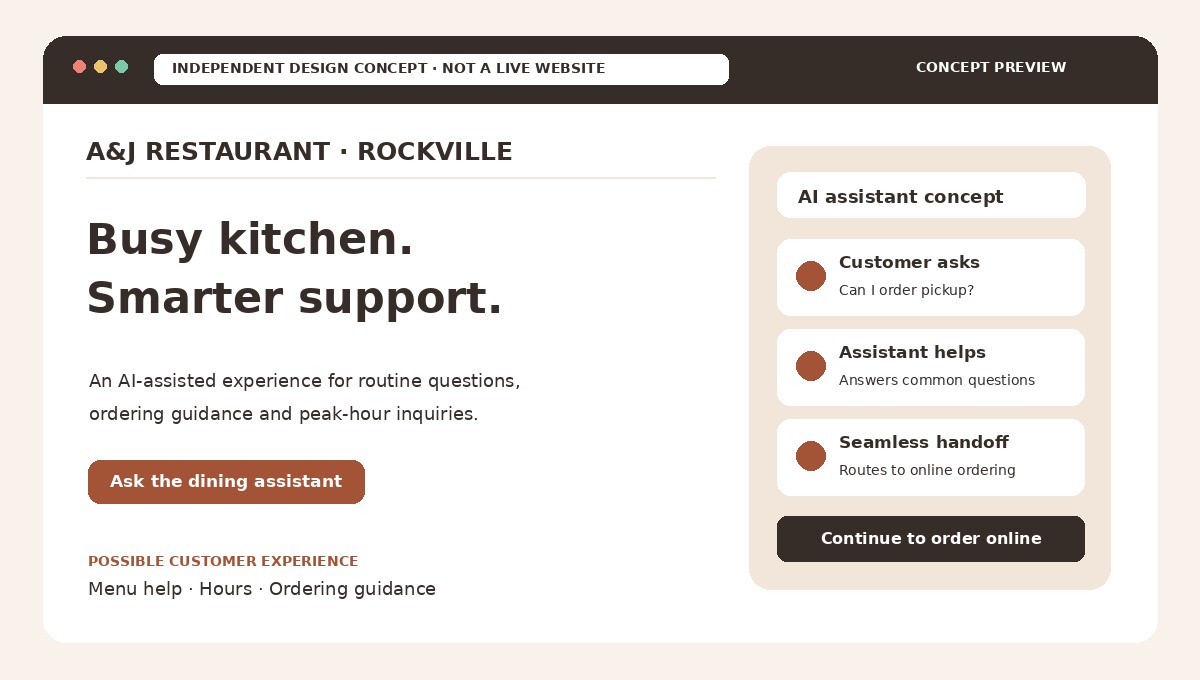 INDEPENDENT DESIGN CONCEPT · NOT A LIVE WEBSITE
CONCEPT PREVIEW
A&J RESTAURANT · ROCKVILLE
Busy kitchen.
Smarter support.
An AI-assisted experience for routine questions,
ordering guidance and peak-hour inquiries.
Ask the dining assistant
POSSIBLE CUSTOMER EXPERIENCE
Menu help · Hours · Ordering guidance
AI assistant concept
Customer asks
Can I order pickup?
Assistant helps
Answers common questions
Seamless handoff
Routes to online ordering
Continue to order online